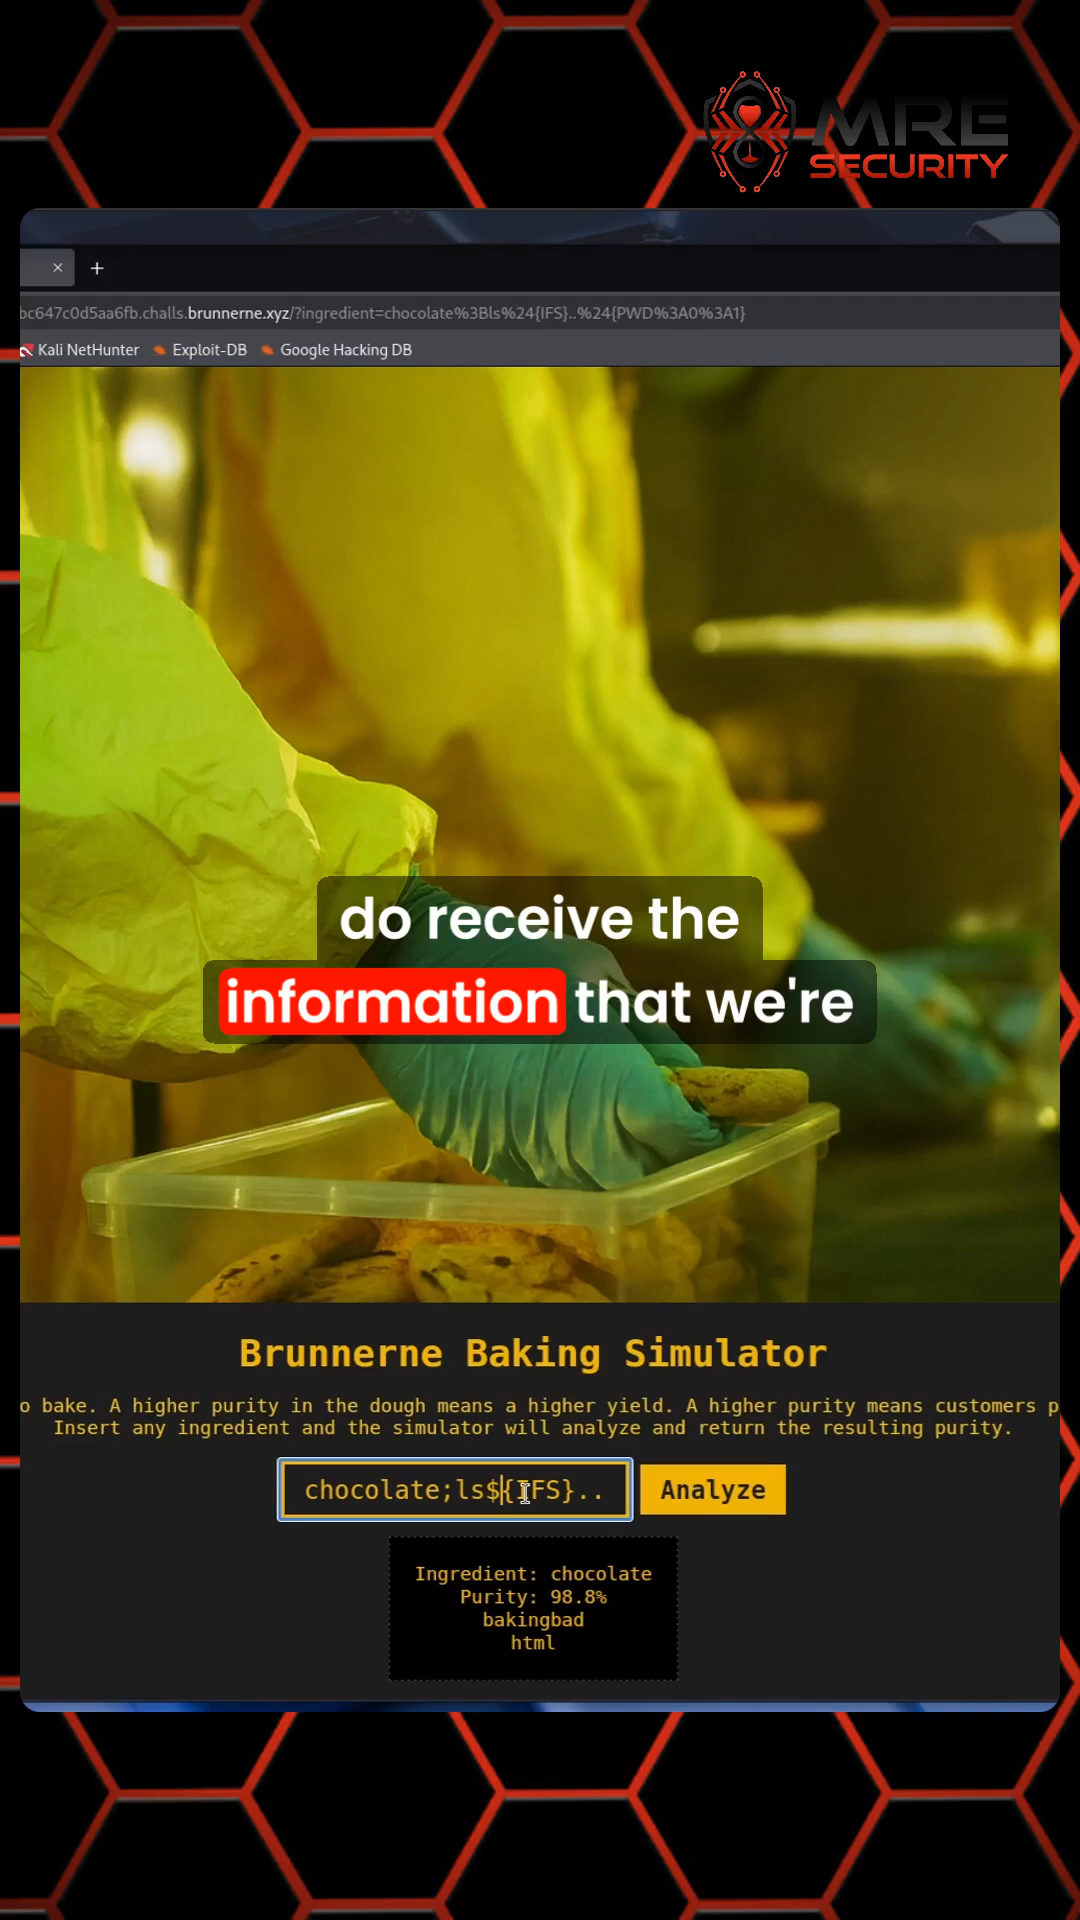 MRE
SECURITY
bc647c0d5aa6fb.challs.brunnerne.xyz/?ingredient=chocolate%3Bls%24{IFS}..%24{PWD%3A0%3A1}
Kali NetHunter Exploit-DB Google Hacking DB
do receive the
information that we're
Brunnerne Baking Simulator
o bake. A higher purity in the dough means a higher yield. A higher purity means customers p
Insert any ingredient and the simulator will analyze and return the resulting purity.
chocolate;ls${IFS}.. Analyze
Ingredient: chocolate
Purity: 98.8%
bakingbad
html